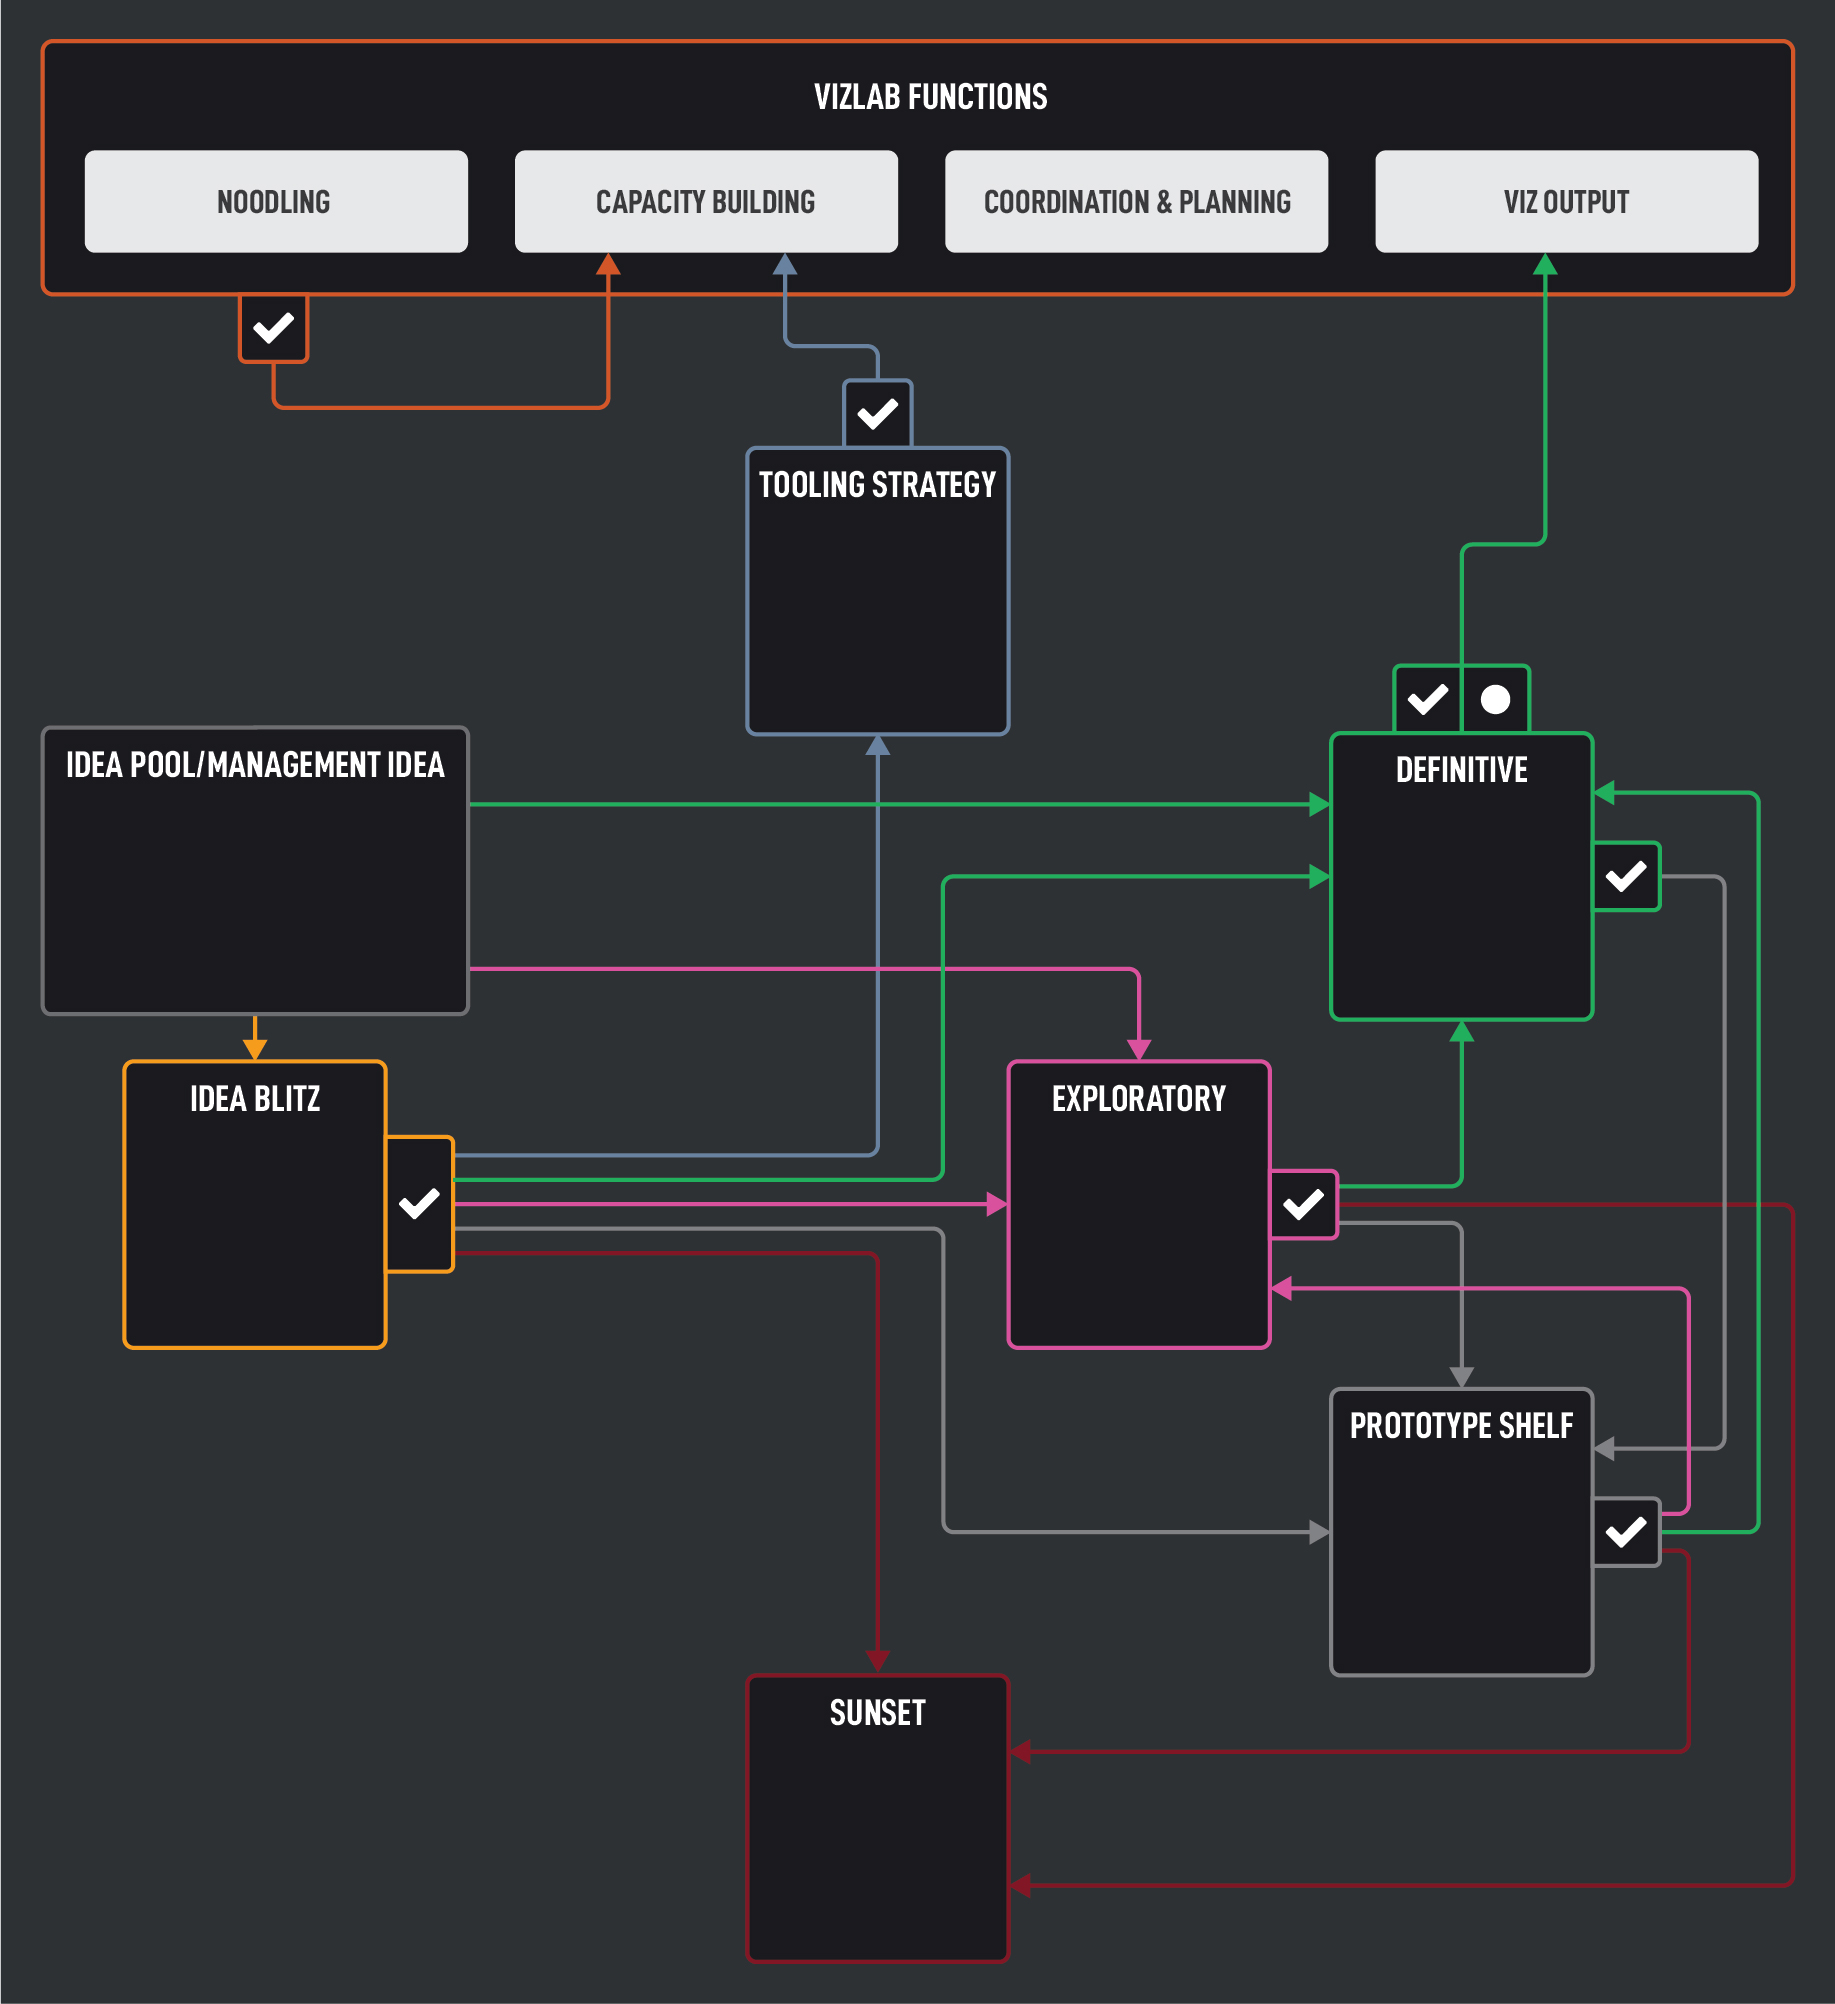 VIZLAB FUNCTIONS
NOODLING
CAPACITY BUILDING
COORDINATION & PLANNING
VIZ OUTPUT
TOOLING STRATEGY
IDEA POOL/MANAGEMENT IDEA
DEFINITIVE
IDEA BLITZ
EXPLORATORY
PROTOTYPE SHELF
SUNSET